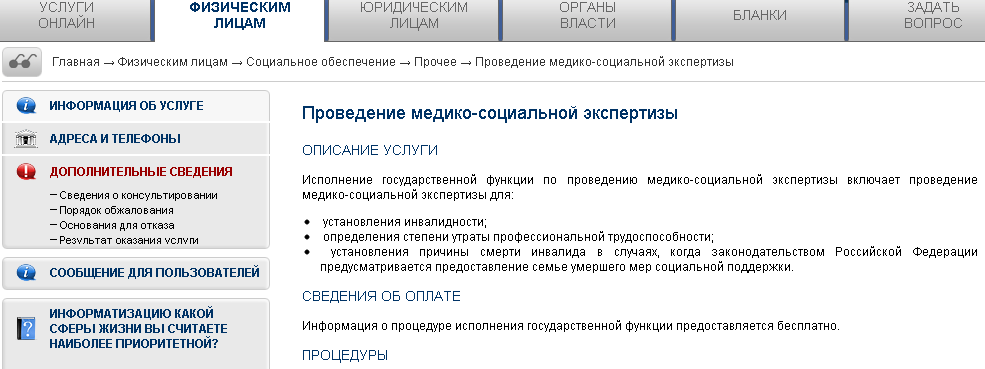 УСЛУГИ
ОНЛАЙН
ФИЗИЧЕСКИМ
ЛИЦАМ
ЮРИДИЧЕСКИМ
ЛИЦАМ
ОРГАНЫ
ВЛАСТИ
БЛАНКИ
ЗАДАТЬ
ВОПРОС
Главная → Физическим лицам → Социальное обеспечение → Прочее → Проведение медико-социальной экспертизы
ИНФОРМАЦИЯ ОБ УСЛУГЕ
АДРЕСА И ТЕЛЕФОНЫ
ДОПОЛНИТЕЛЬНЫЕ СВЕДЕНИЯ
– Сведения о консультировании
– Порядок обжалования
– Основания для отказа
– Результат оказания услуги
СООБЩЕНИЕ ДЛЯ ПОЛЬЗОВАТЕЛЕЙ
ИНФОРМАТИЗАЦИЮ КАКОЙ
СФЕРЫ ЖИЗНИ ВЫ СЧИТАЕТЕ
НАИБОЛЕЕ ПРИОРИТЕТНОЙ?
Проведение медико-социальной экспертизы
ОПИСАНИЕ УСЛУГИ
Исполнение государственной функции по проведению медико-социальной экспертизы включает проведение
медико-социальной экспертизы для:
• установления инвалидности;
• определения степени утраты профессиональной трудоспособности;
• установления причины смерти инвалида в случаях, когда законодательством Российской Федерации
предусматривается предоставление семье умершего мер социальной поддержки.
СВЕДЕНИЯ ОБ ОПЛАТЕ
Информация о процедуре исполнения государственной функции предоставляется бесплатно.
ПРОЦЕДУРЫ